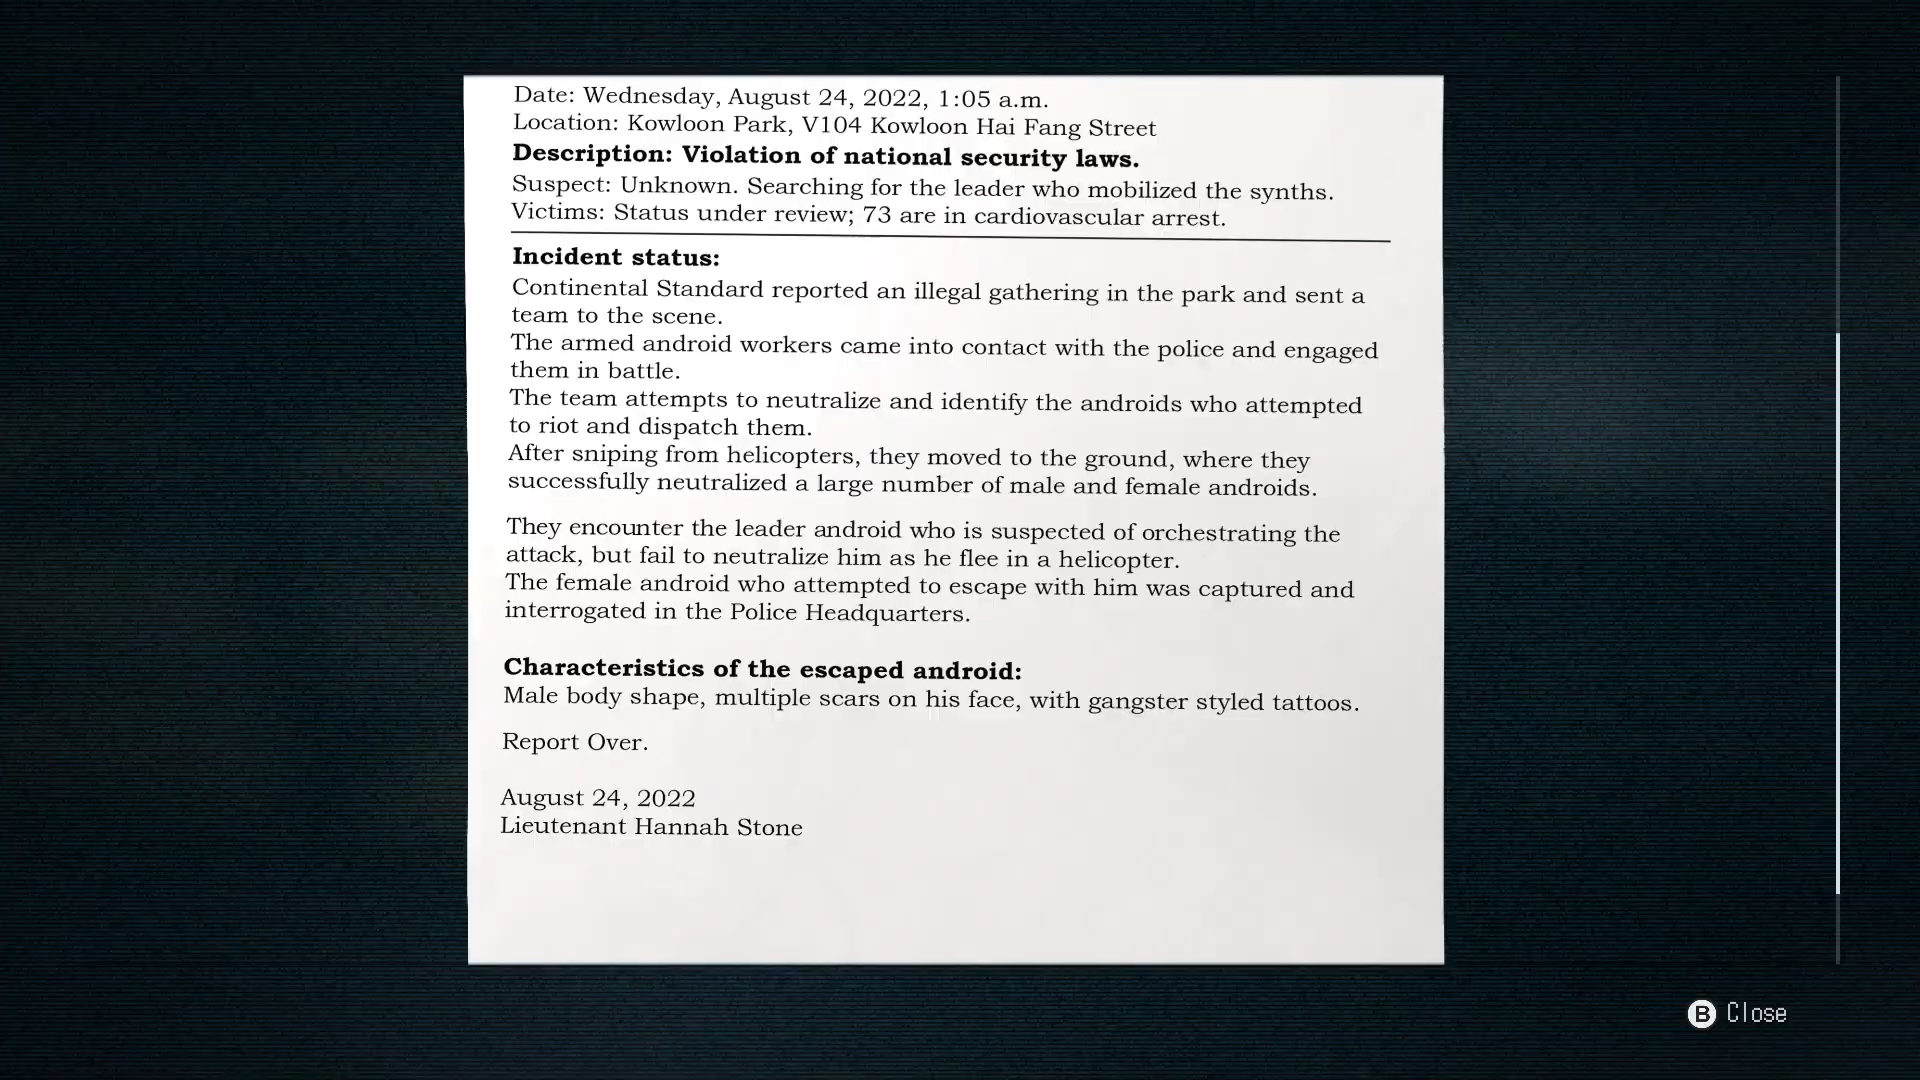 Date: Wednesday, August 24, 2022, 1:05 a.m.
Location: Kowloon Park, V104 Kowloon Hai Fang Street
Description: Violation of national security laws.
Suspect: Unknown. Searching for the leader who mobilized the synths.
Victims: Status under review; 73 are in cardiovascular arrest.
Incident status:
Continental Standard reported an illegal gathering in the park and sent a
team to the scene.
The armed android workers came into contact with the police and engaged
them in battle.
The team attempts to neutralize and identify the androids who attempted
to riot and dispatch them.
After sniping from helicopters, they moved to the ground, where they
successfully neutralized a large number of male and female androids.
They encounter the leader android who is suspected of orchestrating the
attack, but fail to neutralize him as he flee in a helicopter.
The female android who attempted to escape with him was captured and
interrogated in the Police Headquarters.
Characteristics of the escaped android:
Male body shape, multiple scars on his face, with gangster styled tattoos.
Report Over.
August 24, 2022
Lieutenant Hannah Stone
B Close